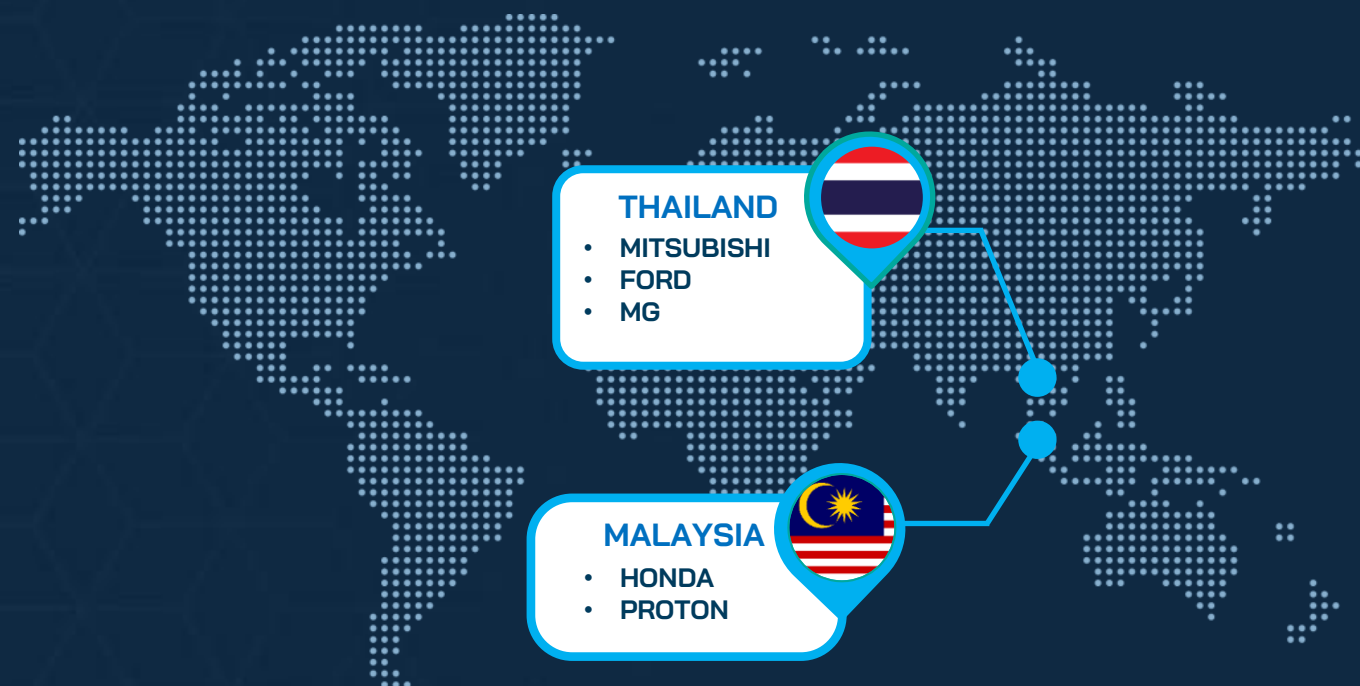 THAILAND
• MITSUBISHI
• FORD
• MG
MALAYSIA
• HONDA
• PROTON